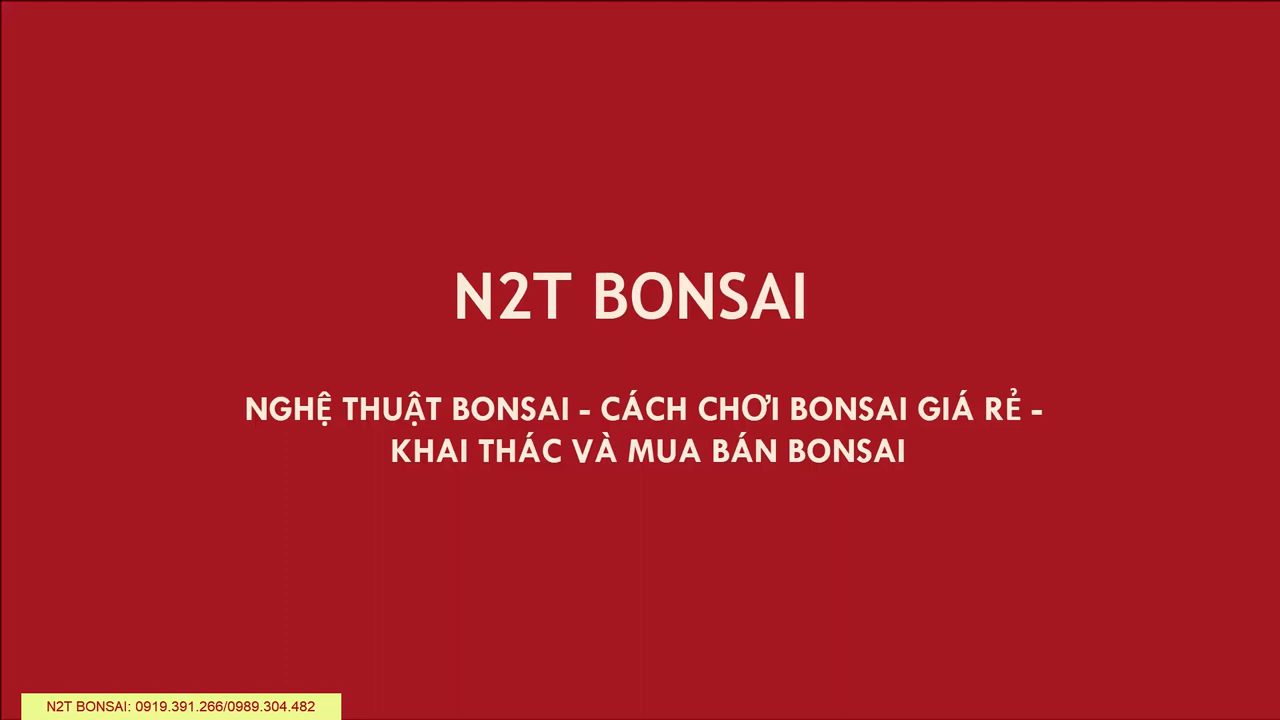 N2T BONSAI
NGHỆ THUẬT BONSAI - CÁCH CHƠI BONSAI GIÁ RẺ -
KHAI THÁC VÀ MUA BÁN BONSAI
N2T BONSAI: 0919.391.266/0989.304.482